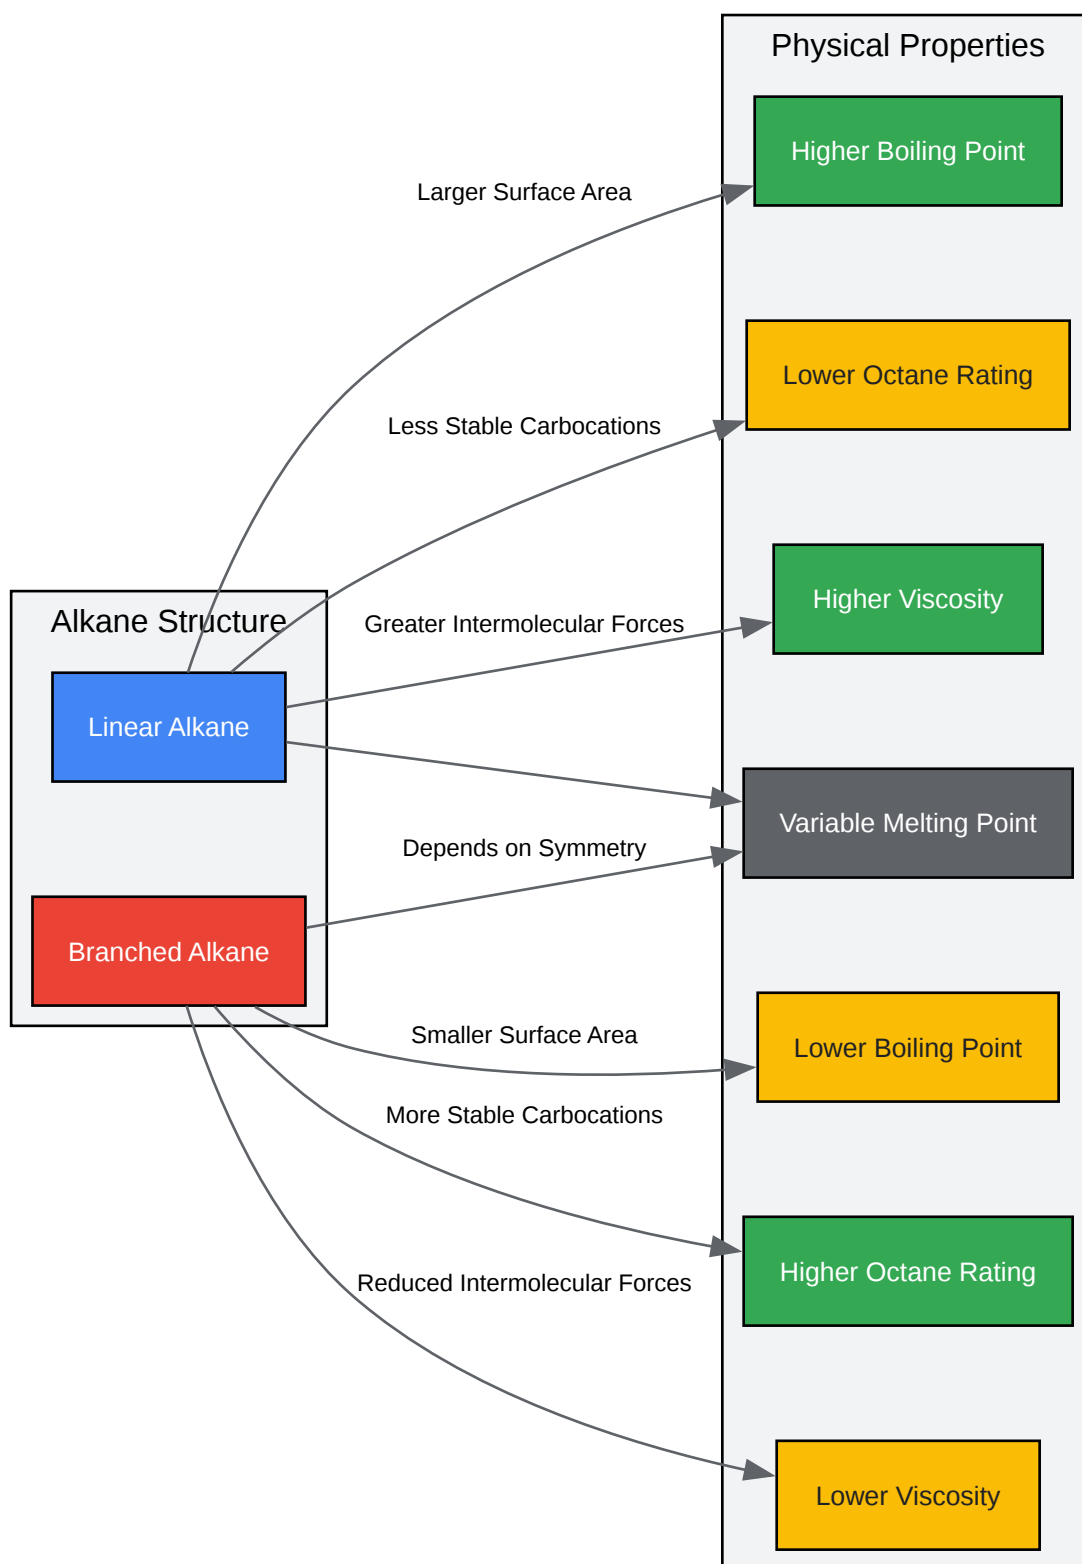 Physical Properties
Higher Boiling Point
Larger Surface Area
Lower Octane Rating
Less Stable Carbocations
Higher Viscosity
Greater Intermolecular Forces
Alkane Structure
Linear Alkane
Variable Melting Point
Depends on Symmetry
Branched Alkane
Smaller Surface Area
Lower Boiling Point
More Stable Carbocations
Higher Octane Rating
Reduced Intermolecular Forces
Lower Viscosity